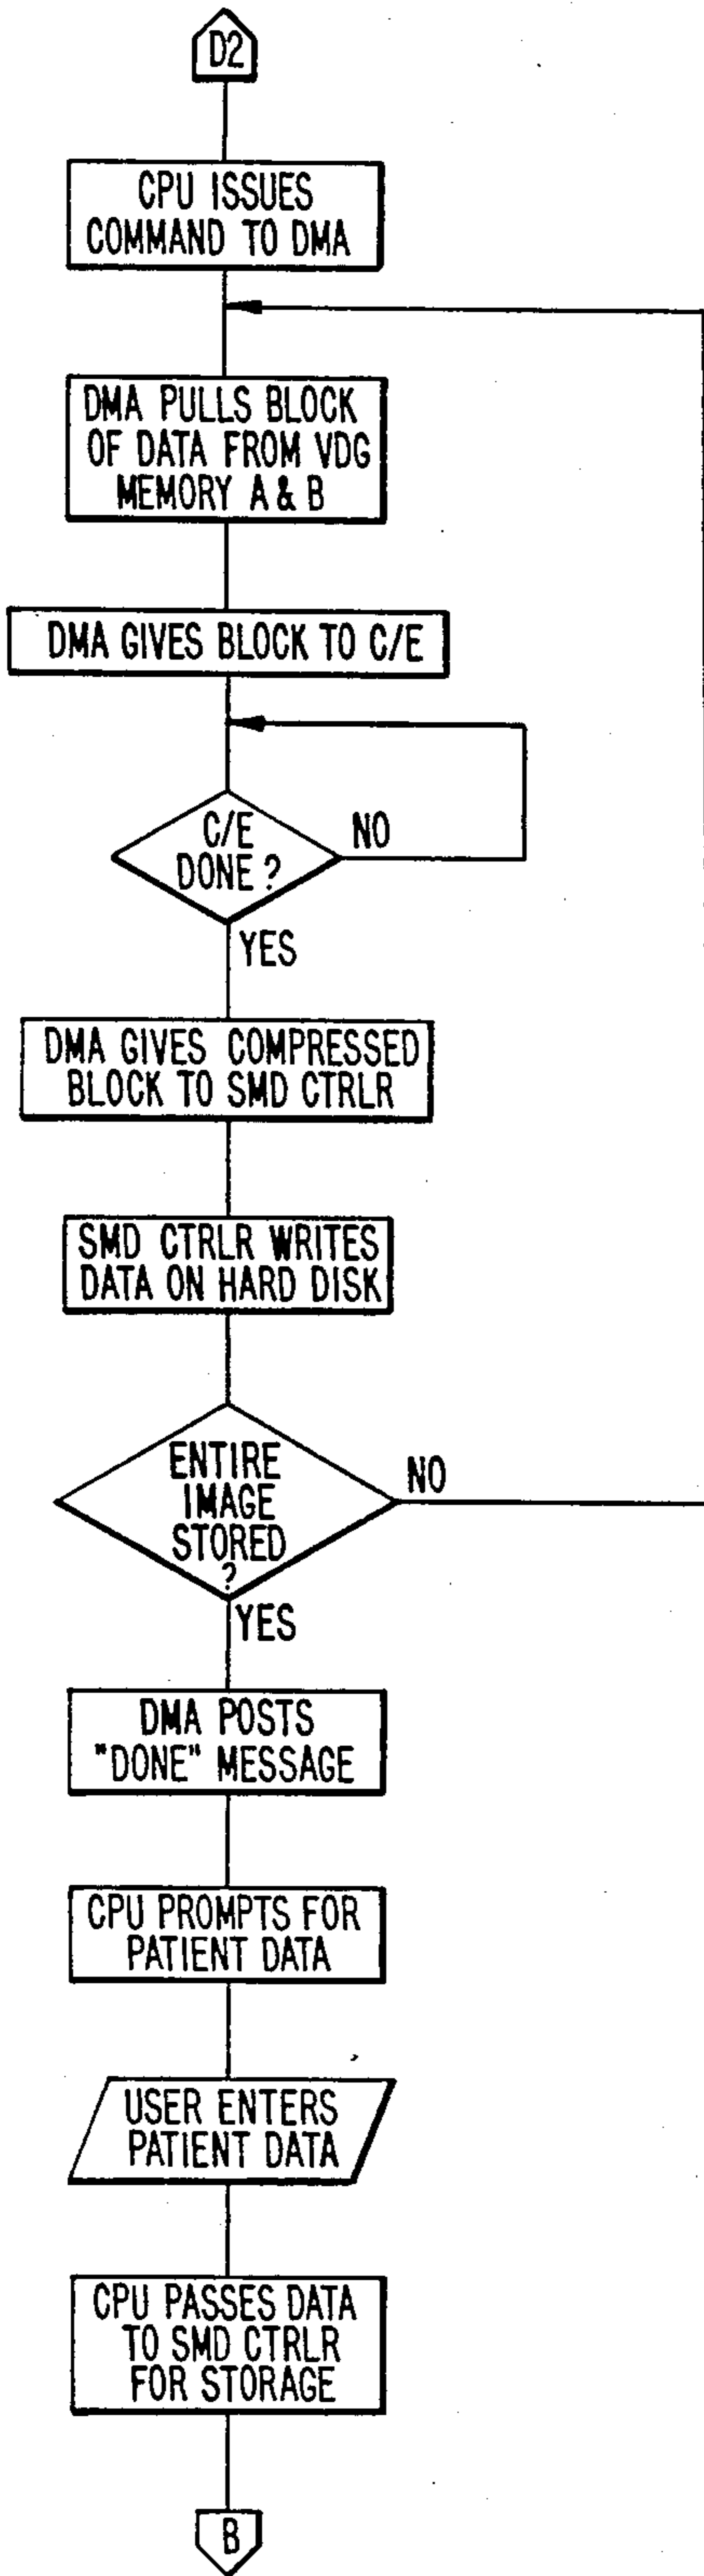 D2
CPU ISSUES
COMMAND TO DMA
DMA PULLS BLOCK
OF DATA FROM VDG
MEMORY A & B
DMA GIVES BLOCK TO C/E
C/E
DONE?
NO
YES
DMA GIVES COMPRESSED
BLOCK TO SMD CTRLR
SMD CTRLR WRITES
DATA ON HARD DISK
ENTIRE
IMAGE
STORED
?
NO
YES
DMA POSTS
"DONE" MESSAGE
CPU PROMPTS FOR
PATIENT DATA
USER ENTERS
PATIENT DATA
CPU PASSES DATA
TO SMD CTRLR
FOR STORAGE
B